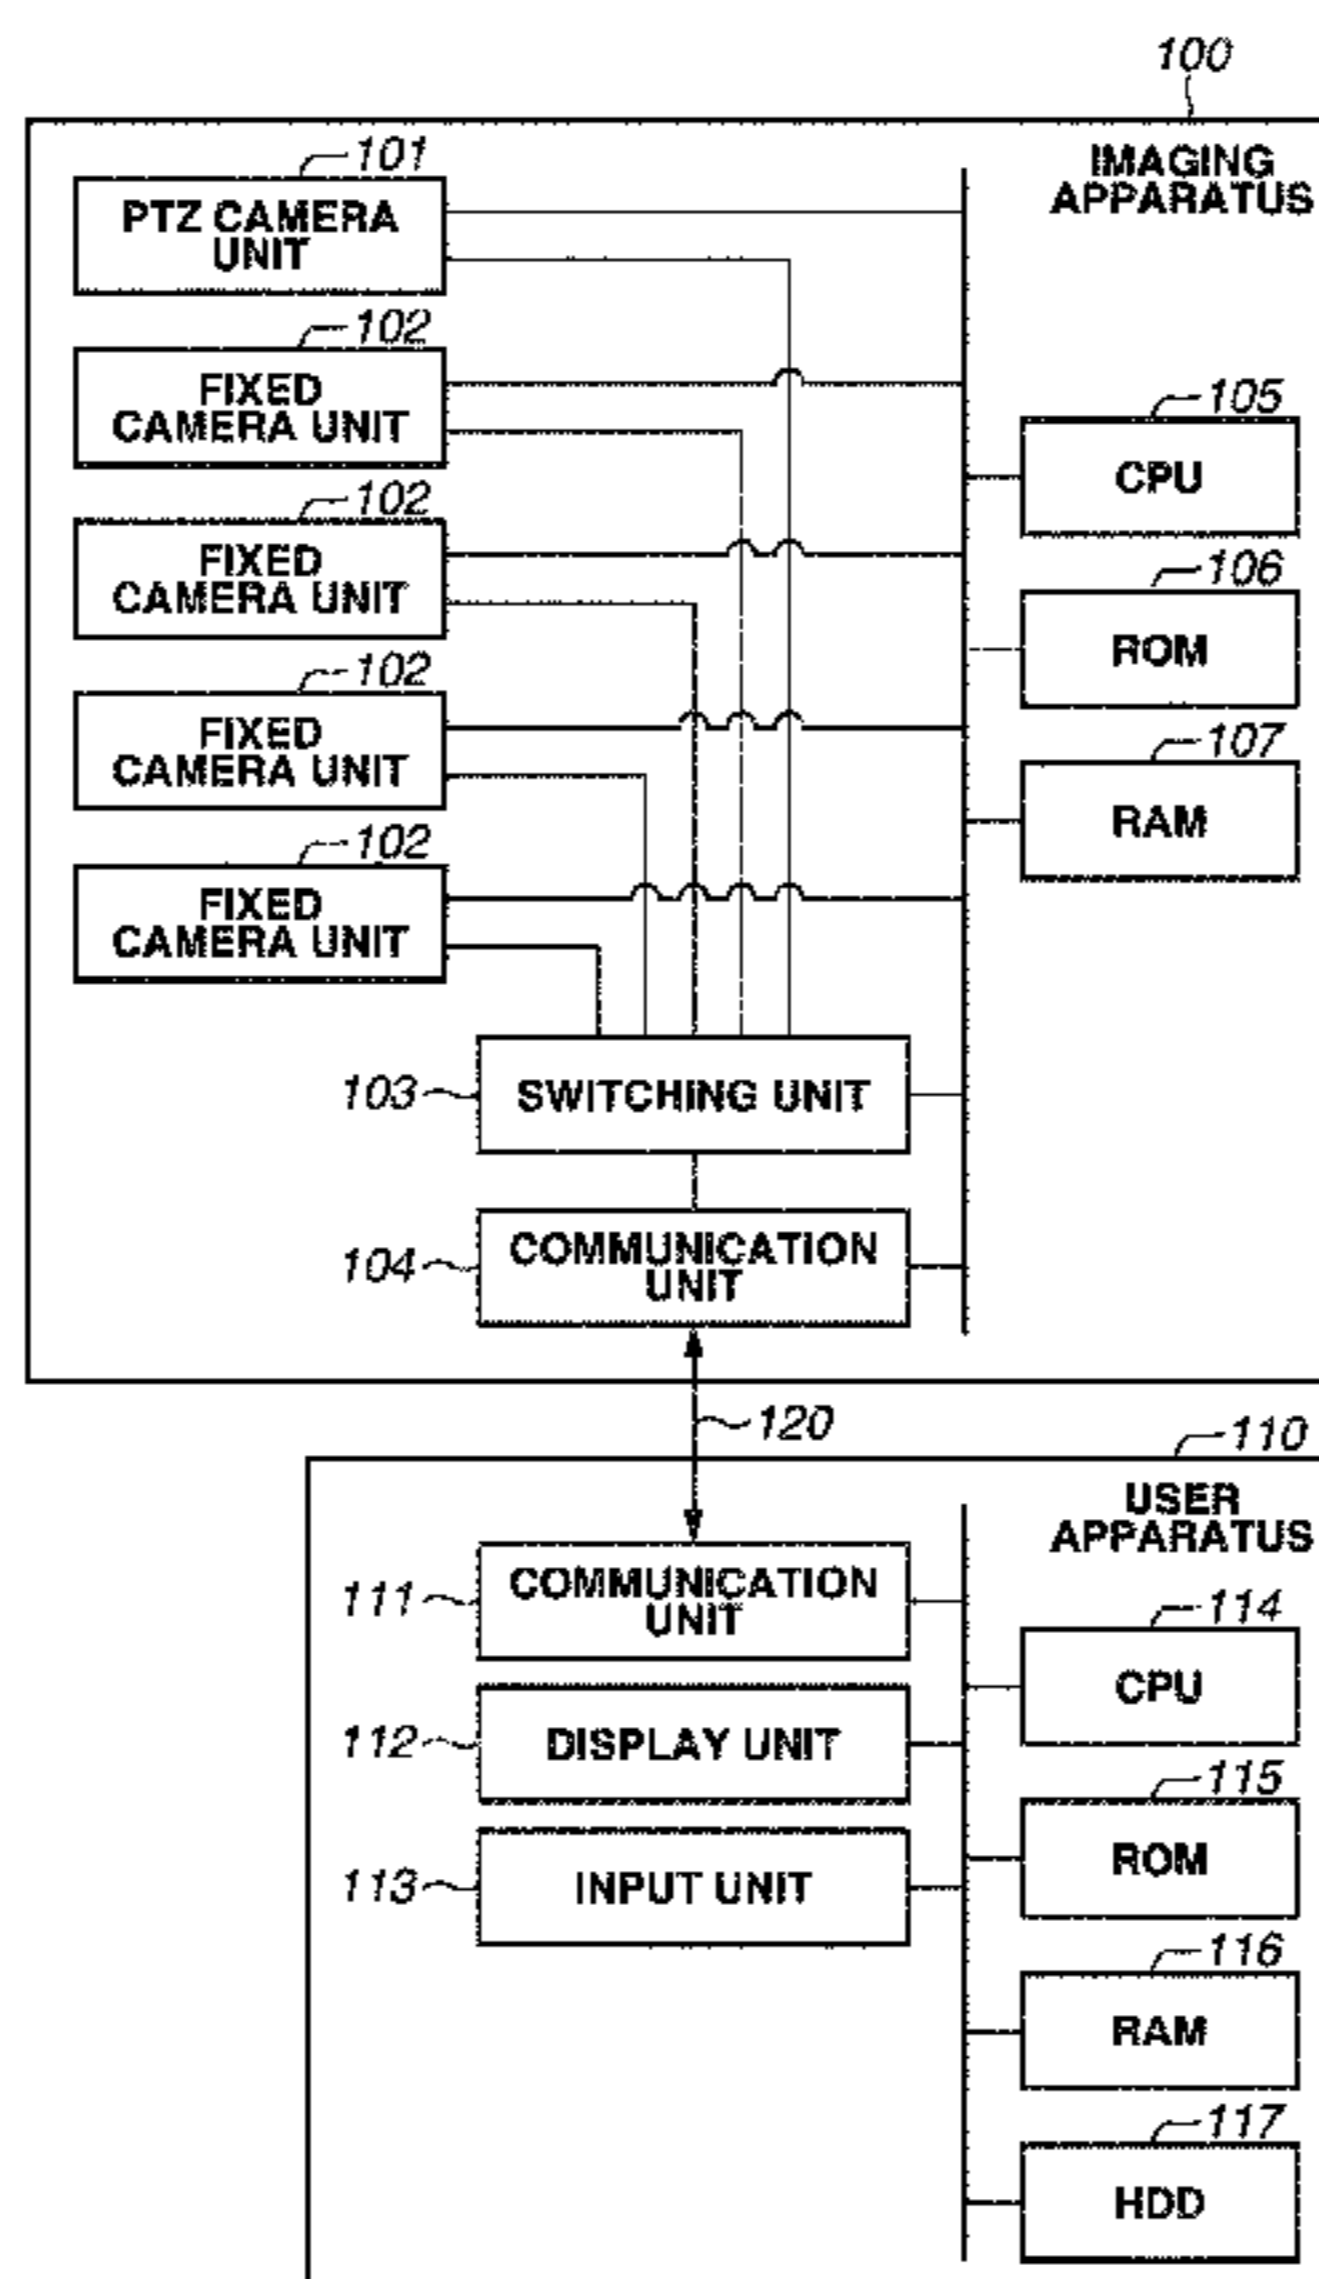 100
IMAGING
APPARATUS
101
PTZ CAMERA
UNIT
102
FIXED
CAMERA UNIT
105
CPU
102
FIXED
CAMERA UNIT
106
ROM
102
FIXED
CAMERA UNIT
107
RAM
102
FIXED
CAMERA UNIT
103
SWITCHING UNIT
104
COMMUNICATION
UNIT
120
110
USER
APPARATUS
111
COMMUNICATION
UNIT
114
CPU
112
DISPLAY UNIT
115
ROM
113
INPUT UNIT
116
RAM
117
HDD